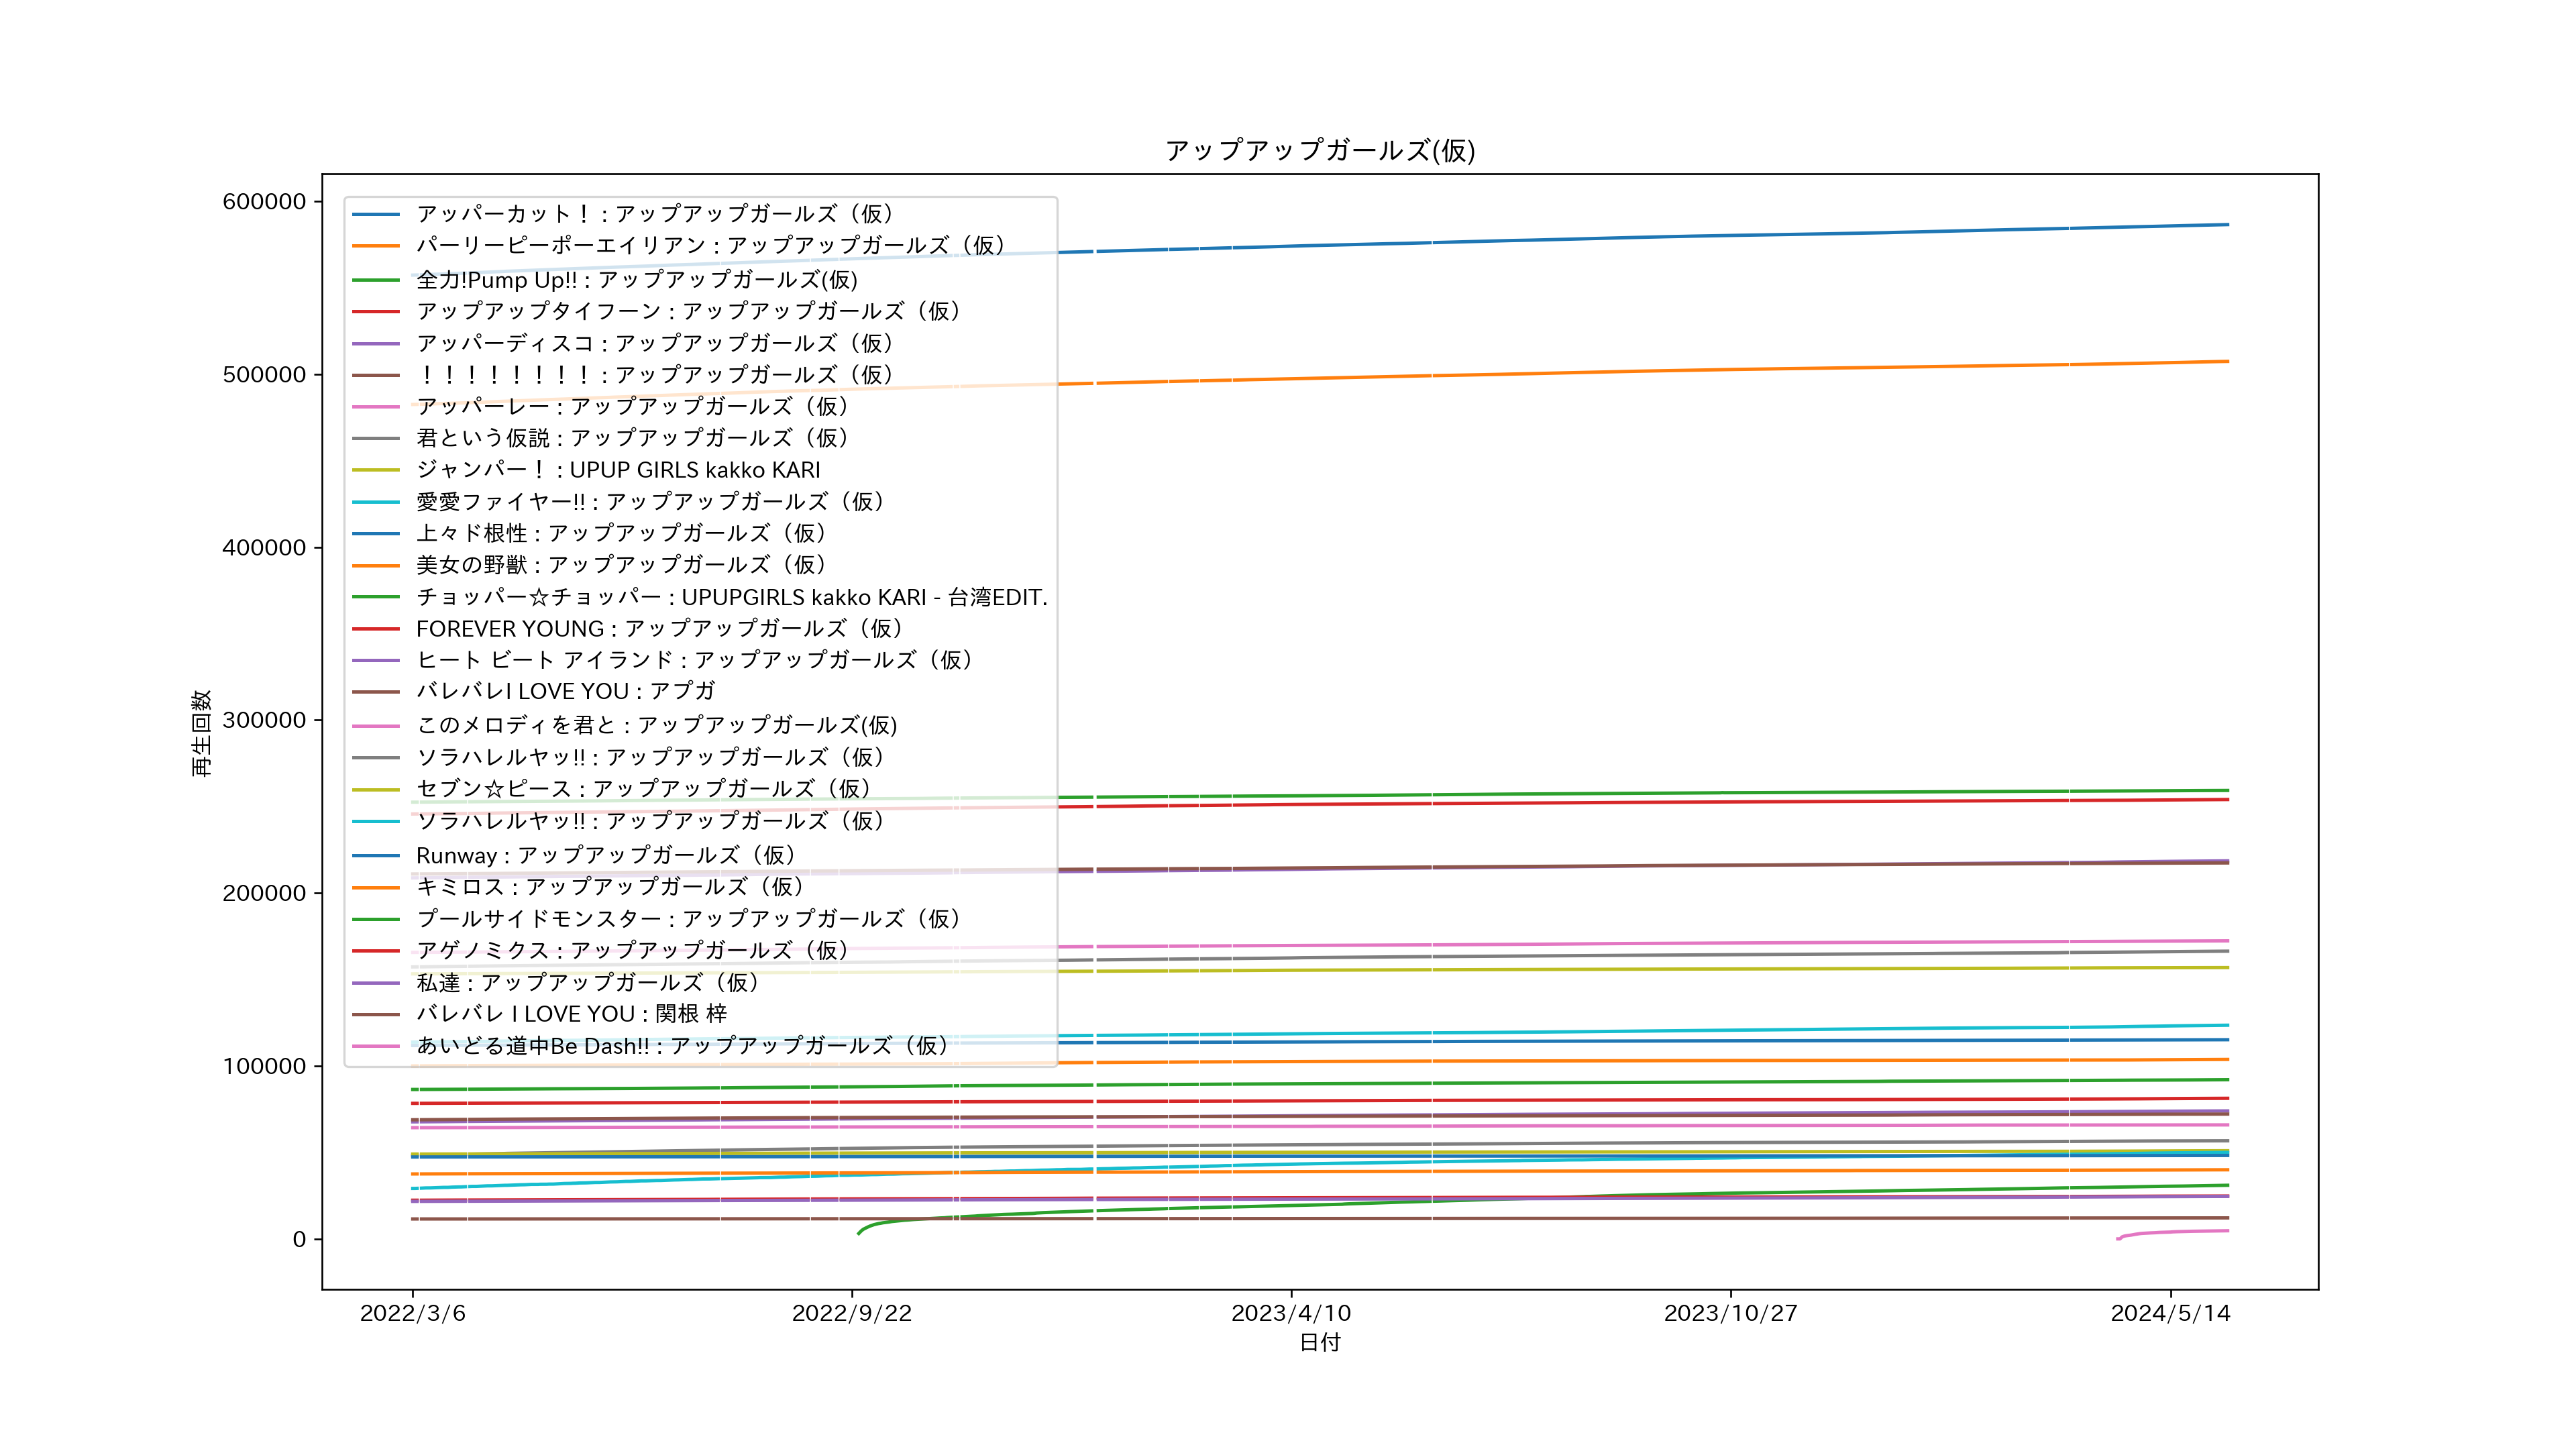 アップアップガールズ(仮)
600000
500000
400000
300000
200000
100000
0
再生回数
アッパーカット！ : アップアップガールズ（仮）
パーリーピーポーエイリアン : アップアップガールズ（仮）
全力!Pump Up!! : アップアップガールズ(仮)
アップアップタイフーン : アップアップガールズ（仮）
アッパーディスコ : アップアップガールズ（仮）
！！！！！！！！ : アップアップガールズ（仮）
アッパーレー : アップアップガールズ（仮）
君という仮説 : アップアップガールズ（仮）
ジャンパー！ : UPUP GIRLS kakko KARI
愛愛ファイヤー!! : アップアップガールズ（仮）
上々ド根性 : アップアップガールズ（仮）
美女の野獣 : アップアップガールズ（仮）
チョッパー☆チョッパー : UPUPGIRLS kakko KARI - 台湾EDIT.
FOREVER YOUNG : アップアップガールズ（仮）
ヒート ビート アイランド : アップアップガールズ（仮）
バレバレI LOVE YOU : アプガ
このメロディを君と : アップアップガールズ(仮)
ソラハレルヤッ!! : アップアップガールズ（仮）
セブン☆ピース : アップアップガールズ（仮）
ソラハレルヤッ!! : アップアップガールズ（仮）
Runway : アップアップガールズ（仮）
キミロス : アップアップガールズ（仮）
プールサイドモンスター : アップアップガールズ（仮）
アゲノミクス : アップアップガールズ（仮）
私達 : アップアップガールズ（仮）
バレバレ I LOVE YOU : 関根 梓
あいどる道中Be Dash!! : アップアップガールズ（仮）
2022/3/6
2022/9/22
2023/4/10
2023/10/27
2024/5/14
日付